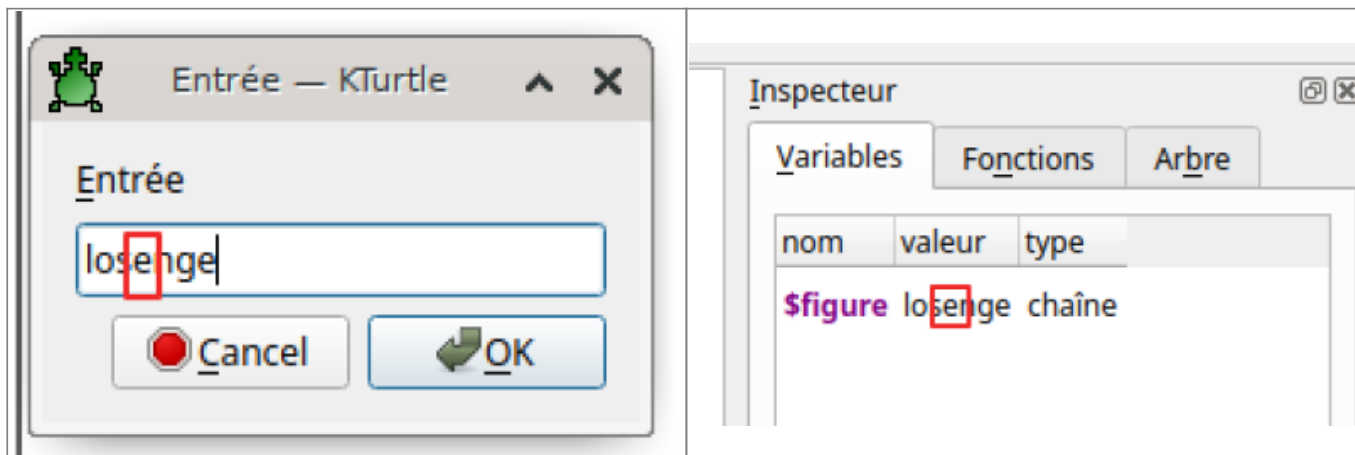 Entrée — KTurtle
Entrée
losenge
Cancel
OK
Inspecteur
Variables Fonctions Arbre
nom valeur type
$figure losenge chaîne